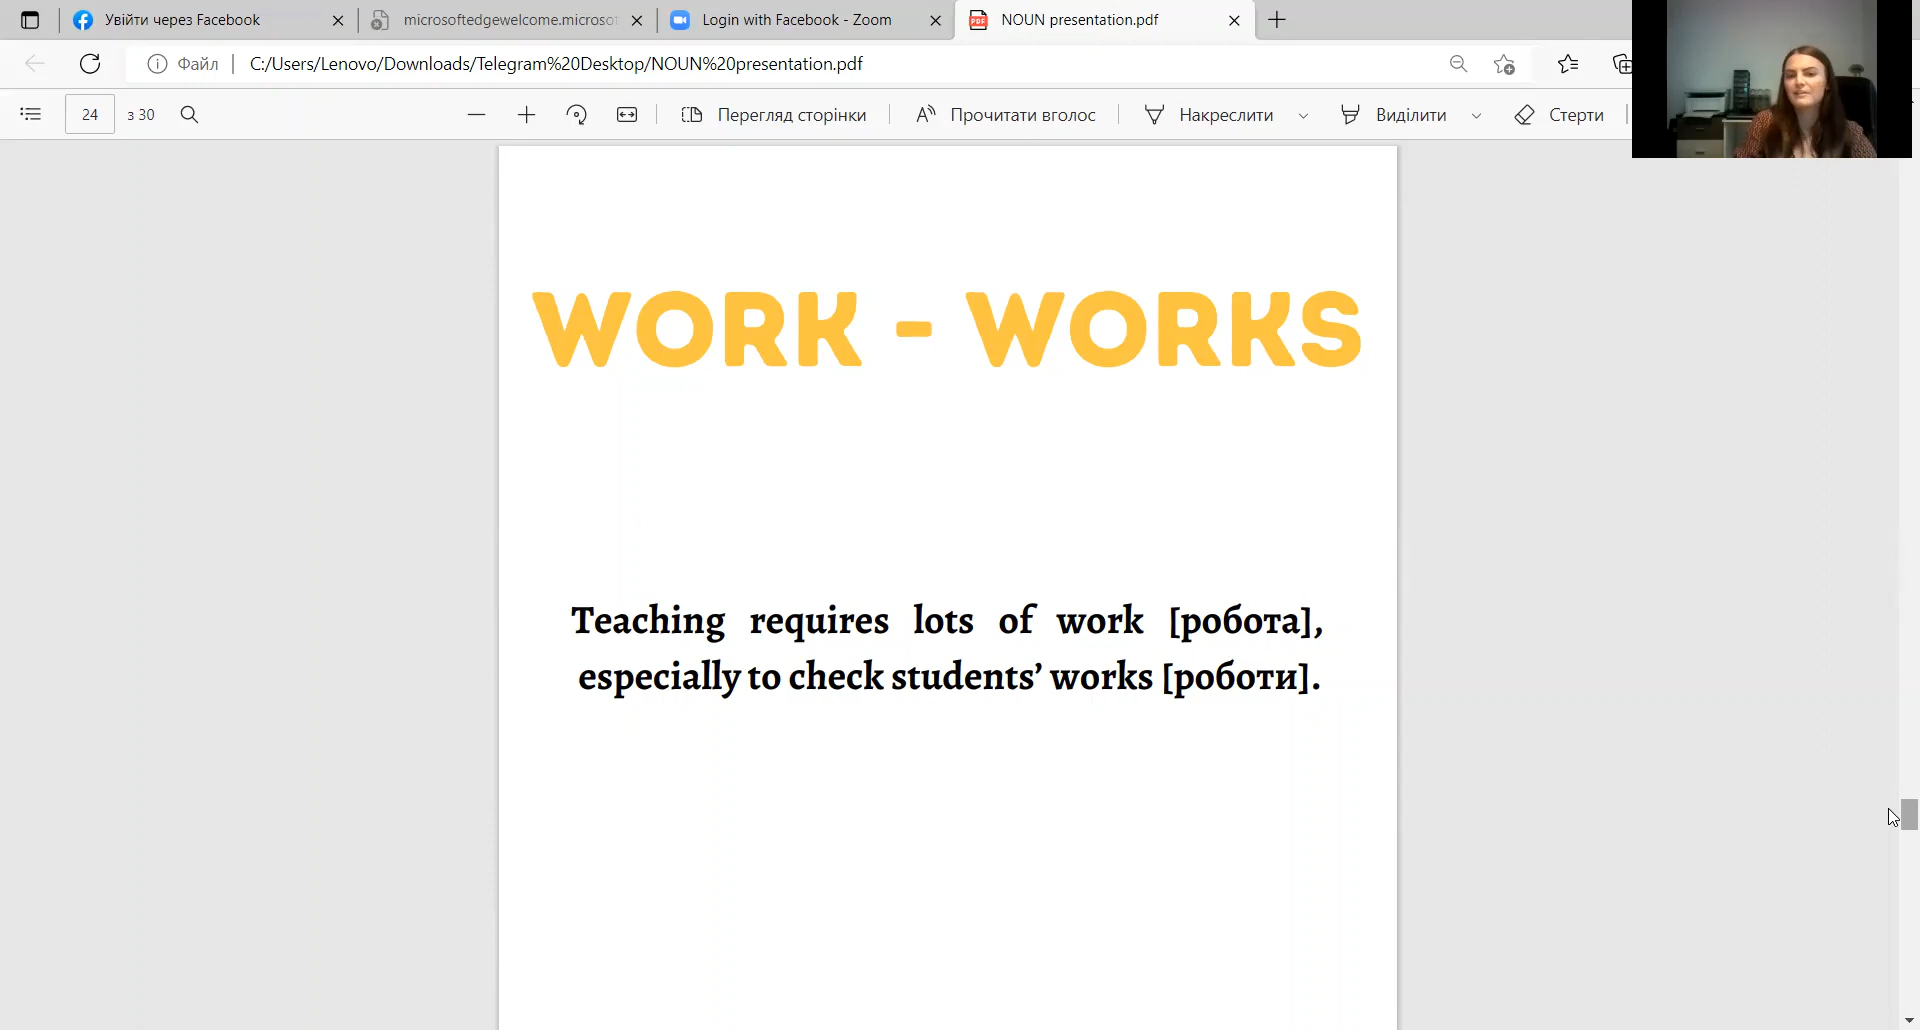 Увійти через Facebook
microsoftedgewelcome.microsof
Login with Facebook - Zoom
NOUN presentation.pdf
Файл
C:/Users/Lenovo/Downloads/Telegram%20Desktop/NOUN%20presentation.pdf
24
з 30
Перегляд сторінки
Прочитати вголос
Накреслити
Виділити
Стерти
WORK - WORKS
Teaching requires lots of work [робота],
especially to check students’ works [роботи].